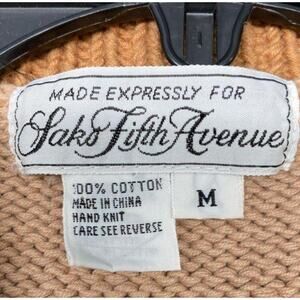 MADE EXPRESSLY FOR
Saks Fifth Avenue
100% COTTON
MADE IN CHINA
HAND KNIT
CARE SEE REVERSE
M